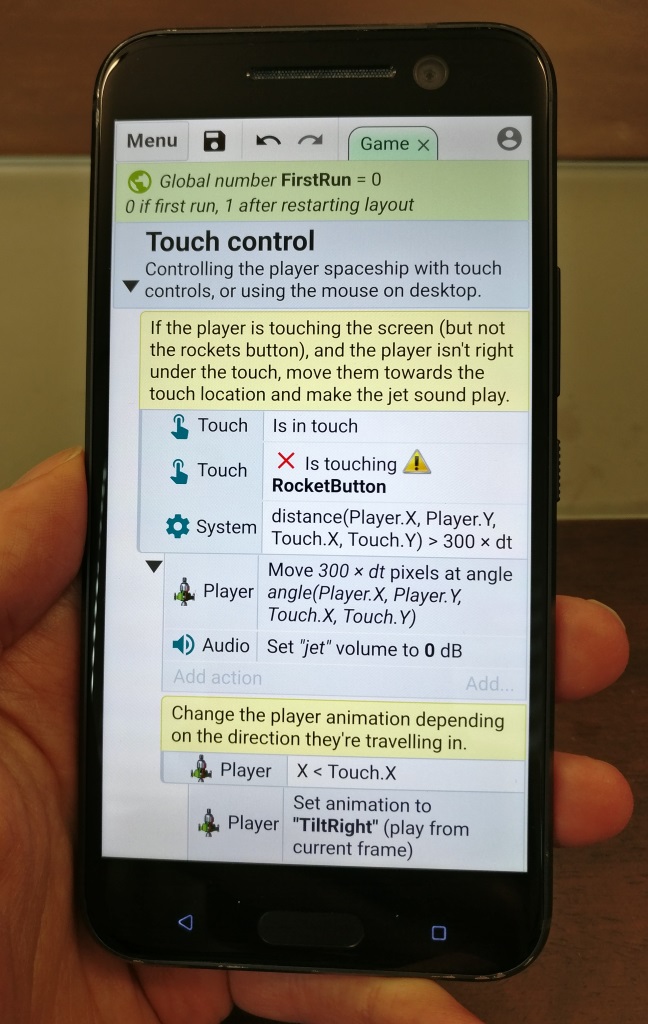 Menu
Game ×
Global number FirstRun = 0
0 if first run, 1 after restarting layout
Touch control
Controlling the player spaceship with touch
controls, or using the mouse on desktop.
If the player is touching the screen (but not
the rockets button), and the player isn't right
under the touch, move them towards the
touch location and make the jet sound play.
Touch Is in touch
Touch Is touching
RocketButton
System distance(Player.X, Player.Y,
Touch.X, Touch.Y) > 300 × dt
Player Move 300 × dt pixels at angle
angle(Player.X, Player.Y,
Touch.X, Touch.Y)
Audio Set "jet" volume to 0 dB
Add action Add...
Change the player animation depending
on the direction they're travelling in.
Player X < Touch.X
Player Set animation to
"TiltRight" (play from
current frame)